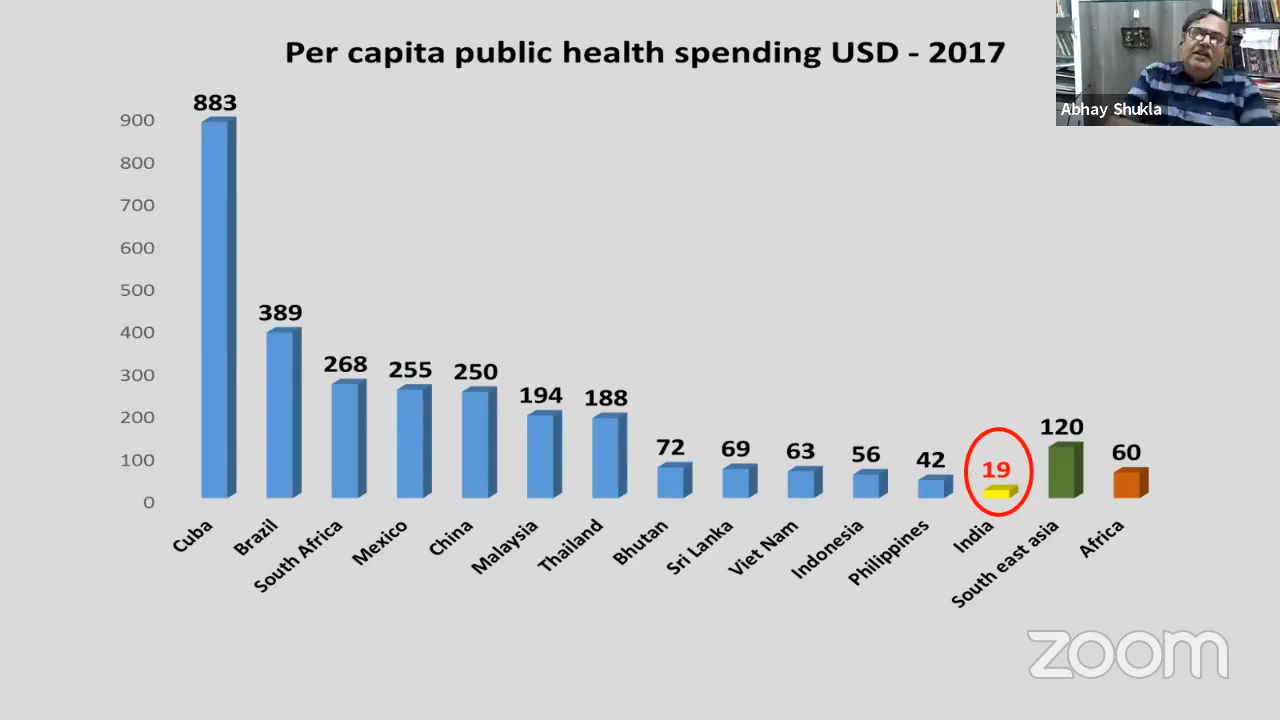 Per capita public health spending USD - 2017
Abhay Shukla
900
800
700
600
500
400
300
200
100
0
883
389
268
255
250
194
188
72
69
63
56
42
19
120
60
Cuba
Brazil
South Africa
Mexico
China
Malaysia
Thailand
Bhutan
Sri Lanka
Viet Nam
Indonesia
Philippines
India
South east asia
Africa
zoom